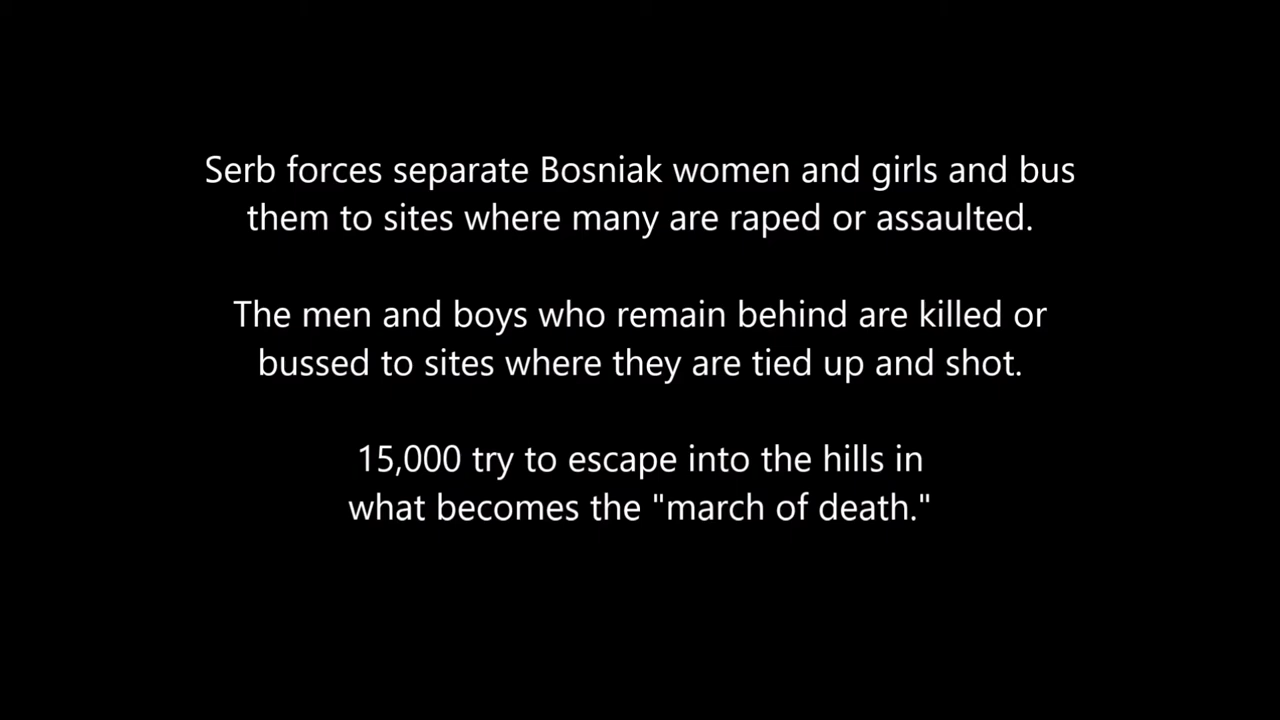 Serb forces separate Bosniak women and girls and bus
them to sites where many are raped or assaulted.
The men and boys who remain behind are killed or
bussed to sites where they are tied up and shot.
15,000 try to escape into the hills in
what becomes the "march of death."